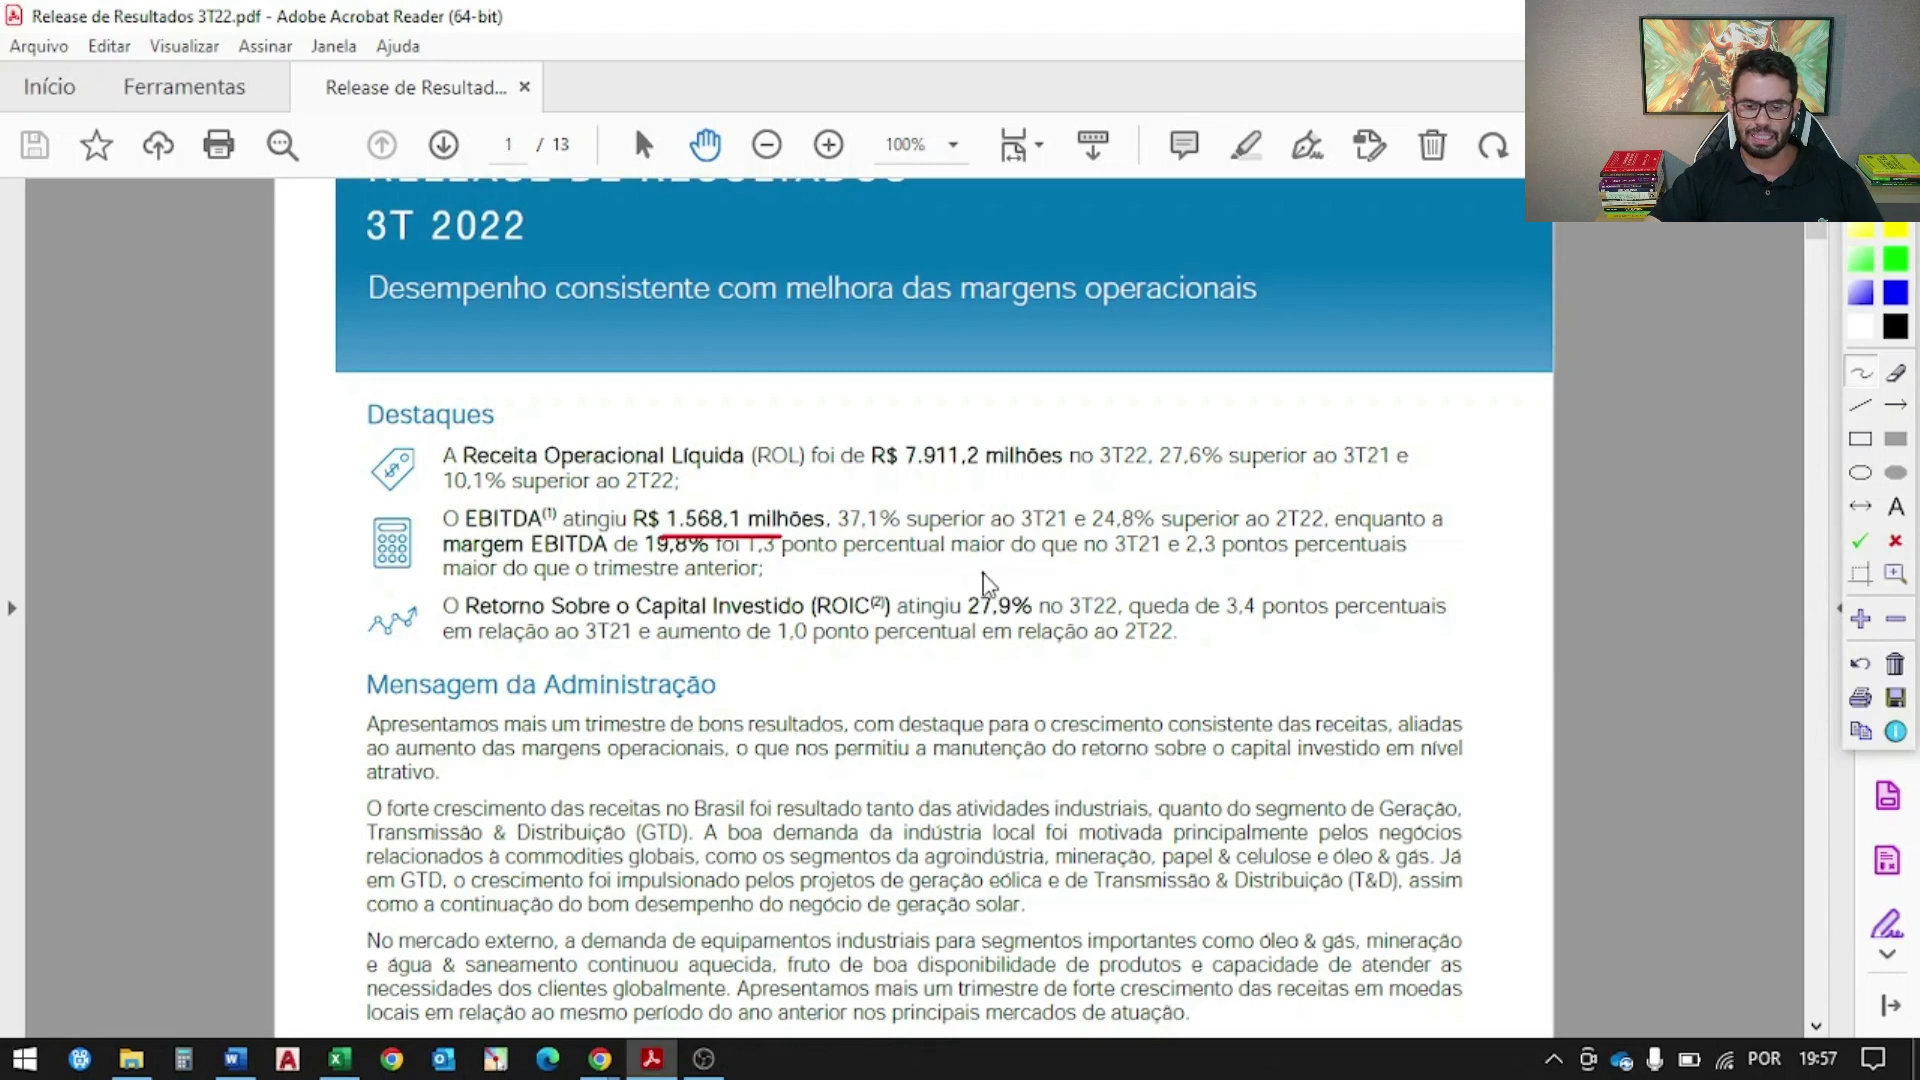 Release de Resultados 3T22.pdf - Adobe Acrobat Reader (64-bit)
Arquivo Editar Visualizar Assinar Janela Ajuda
Início Ferramentas Release de Resultad... ×
1 / 13 100%
RELEASE DE RESULTADOS
3T 2022
Desempenho consistente com melhora das margens operacionais
Destaques
A Receita Operacional Líquida (ROL) foi de R$ 7.911,2 milhões no 3T22, 27,6% superior ao 3T21 e
10,1% superior ao 2T22;
O EBITDA(1) atingiu R$ 1.568,1 milhões, 37,1% superior ao 3T21 e 24,8% superior ao 2T22, enquanto a
margem EBITDA de 19,8% foi 1,3 ponto percentual maior do que no 3T21 e 2,3 pontos percentuais
maior do que o trimestre anterior;
O Retorno Sobre o Capital Investido (ROIC(2)) atingiu 27,9% no 3T22, queda de 3,4 pontos percentuais
em relação ao 3T21 e aumento de 1,0 ponto percentual em relação ao 2T22.
Mensagem da Administração
Apresentamos mais um trimestre de bons resultados, com destaque para o crescimento consistente das receitas, aliadas
ao aumento das margens operacionais, o que nos permitiu a manutenção do retorno sobre o capital investido em nível
atrativo.
O forte crescimento das receitas no Brasil foi resultado tanto das atividades industriais, quanto do segmento de Geração,
Transmissão & Distribuição (GTD). A boa demanda da indústria local foi motivada principalmente pelos negócios
relacionados à commodities globais, como os segmentos da agroindústria, mineração, papel & celulose e óleo & gás. Já
em GTD, o crescimento foi impulsionado pelos projetos de geração eólica e de Transmissão & Distribuição (T&D), assim
como a continuação do bom desempenho do negócio de geração solar.
No mercado externo, a demanda de equipamentos industriais para segmentos importantes como óleo & gás, mineração
e água & saneamento continuou aquecida, fruto de boa disponibilidade de produtos e capacidade de atender as
necessidades dos clientes globalmente. Apresentamos mais um trimestre de forte crescimento das receitas em moedas
locais em relação ao mesmo período do ano anterior nos principais mercados de atuação.
POR 19:57